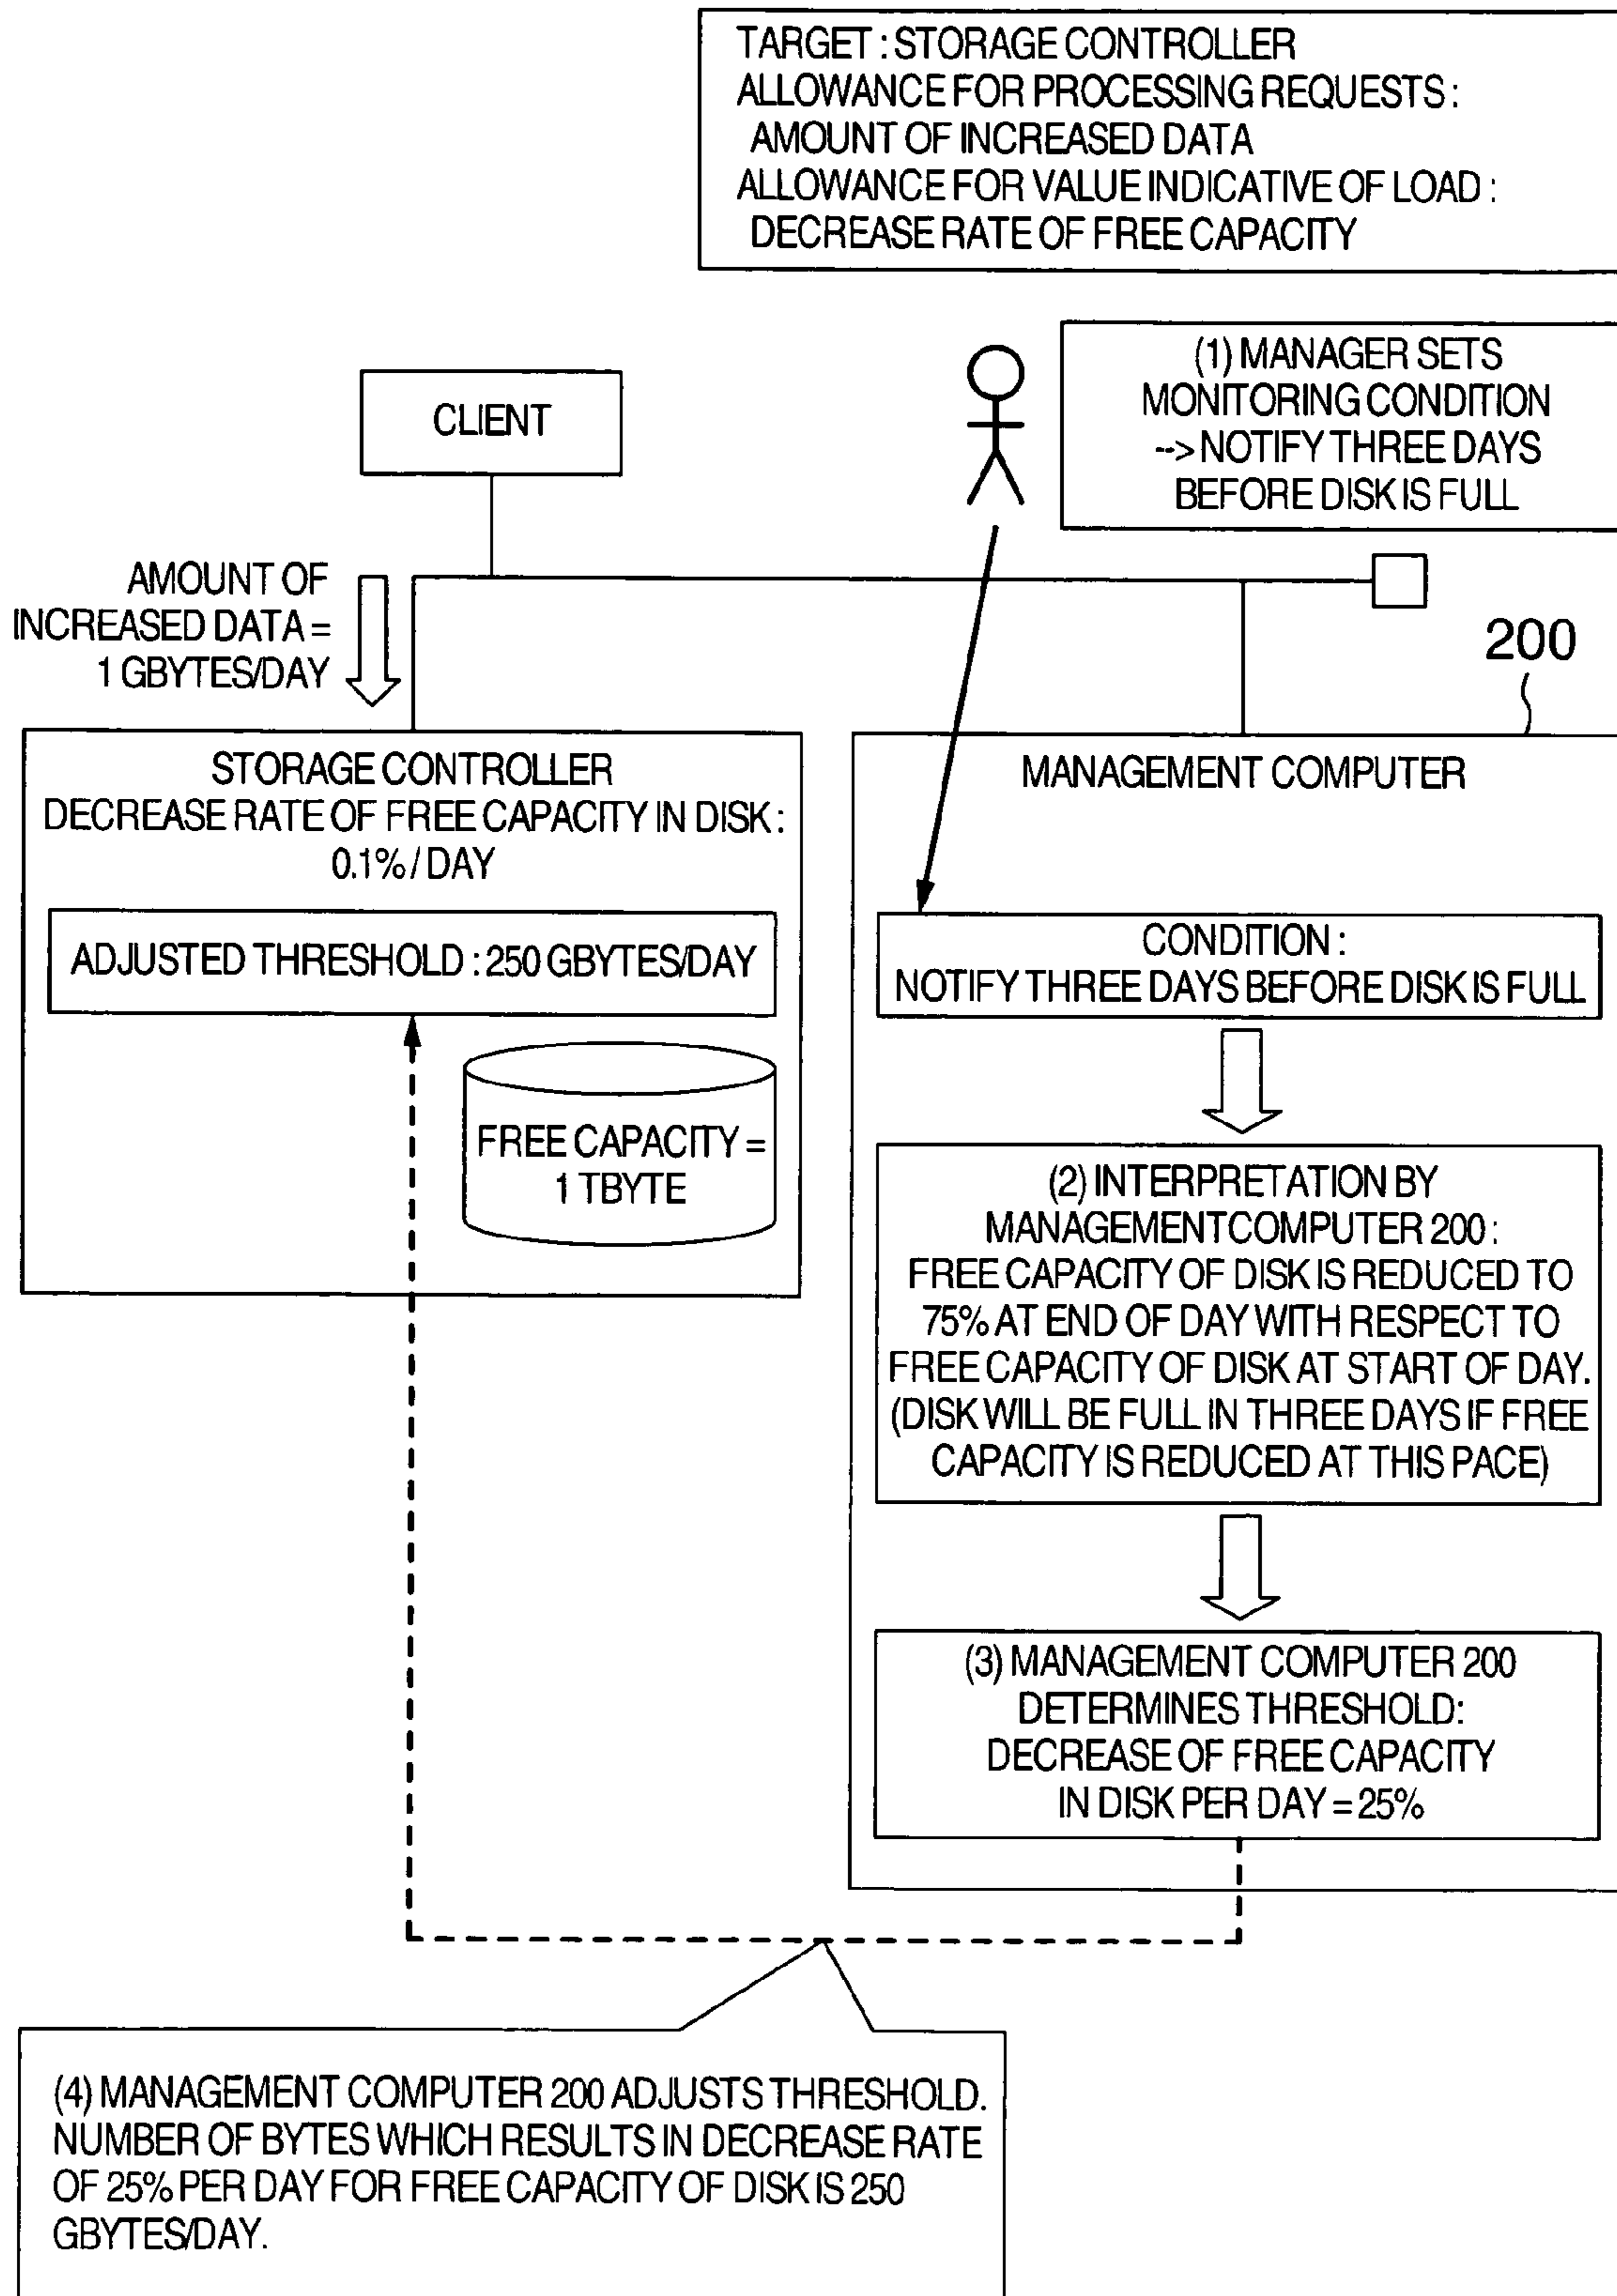 TARGET : STORAGE CONTROLLER
ALLOWANCE FOR PROCESSING REQUESTS :
AMOUNT OF INCREASED DATA
ALLOWANCE FOR VALUE INDICATIVE OF LOAD :
DECREASE RATE OF FREE CAPACITY
(1) MANAGER SETS
MONITORING CONDITION
--> NOTIFY THREE DAYS
BEFORE DISK IS FULL
CLIENT
AMOUNT OF
INCREASED DATA =
1 GBYTES/DAY
200
STORAGE CONTROLLER
DECREASE RATE OF FREE CAPACITY IN DISK :
0.1% / DAY
ADJUSTED THRESHOLD : 250 GBYTES/DAY
FREE CAPACITY =
1 TBYTE
MANAGEMENT COMPUTER
CONDITION :
NOTIFY THREE DAYS BEFORE DISK IS FULL
(2) INTERPRETATION BY
MANAGEMENTCOMPUTER 200 :
FREE CAPACITY OF DISK IS REDUCED TO
75% AT END OF DAY WITH RESPECT TO
FREE CAPACITY OF DISK AT START OF DAY.
(DISK WILL BE FULL IN THREE DAYS IF FREE
CAPACITY IS REDUCED AT THIS PACE)
(3) MANAGEMENT COMPUTER 200
DETERMINES THRESHOLD:
DECREASE OF FREE CAPACITY
IN DISK PER DAY = 25%
(4) MANAGEMENT COMPUTER 200 ADJUSTS THRESHOLD.
NUMBER OF BYTES WHICH RESULTS IN DECREASE RATE
OF 25% PER DAY FOR FREE CAPACITY OF DISK IS 250
GBYTES/DAY.